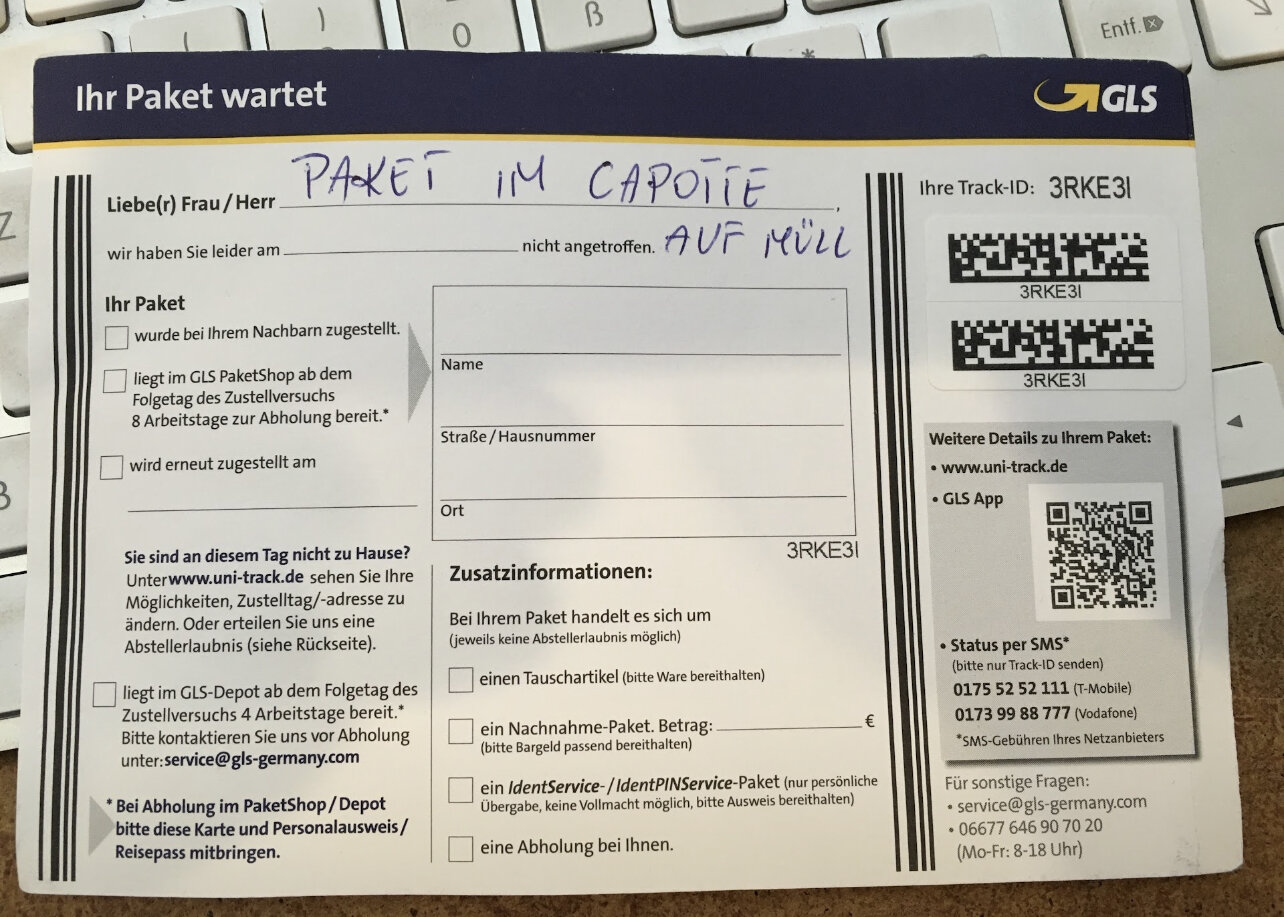 Ihr Paket wartet
GLS
Liebe(r) Frau/Herr PAKET IM CAPOTTE,
wir haben Sie leider am nicht angetroffen. AUF MÜLL
Ihr Paket
wurde bei Ihrem Nachbarn zugestellt.
liegt im GLS PaketShop ab dem
Folgetag des Zustellversuchs
8 Arbeitstage zur Abholung bereit.*
wird erneut zugestellt am
Name
Straße/Hausnummer
Ort
3RKE3I
Sie sind an diesem Tag nicht zu Hause?
Unter www.uni-track.de sehen Sie Ihre
Möglichkeiten, Zustelltag/-adresse zu
ändern. Oder erteilen Sie uns eine
Abstellerlaubnis (siehe Rückseite).
liegt im GLS-Depot ab dem Folgetag des
Zustellversuchs 4 Arbeitstage bereit.*
Bitte kontaktieren Sie uns vor Abholung
unter: service@gls-germany.com
* Bei Abholung im PaketShop/Depot
bitte diese Karte und Personalausweis/
Reisepass mitbringen.
Zusatzinformationen:
Bei Ihrem Paket handelt es sich um
(jeweils keine Abstellerlaubnis möglich)
einen Tauschartikel (bitte Ware bereithalten)
ein Nachnahme-Paket. Betrag: €
(bitte Bargeld passend bereithalten)
ein IdentService-/IdentPINService-Paket (nur persönliche
Übergabe, keine Vollmacht möglich, bitte Ausweis bereithalten)
eine Abholung bei Ihnen.
Ihre Track-ID: 3RKE3I
3RKE3I
3RKE3I
Weitere Details zu Ihrem Paket:
• www.uni-track.de
• GLS App
• Status per SMS*
(bitte nur Track-ID senden)
0175 52 52 111 (T-Mobile)
0173 99 88 777 (Vodafone)
*SMS-Gebühren Ihres Netzanbieters
Für sonstige Fragen:
• service@gls-germany.com
• 06677 646 90 70 20
(Mo-Fr: 8-18 Uhr)
ß
Entf.